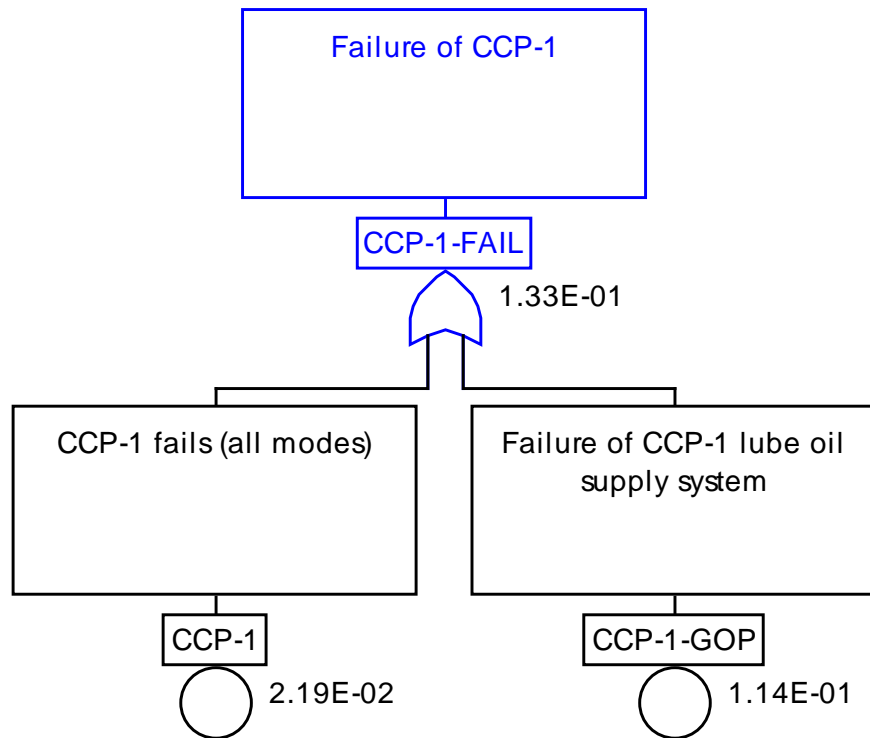 Failure of CCP-1
CCP-1-FAIL
1.33E-01
CCP-1 fails (all modes)
Failure of CCP-1 lube oil
supply system
CCP-1
CCP-1-GOP
2.19E-02
1.14E-01